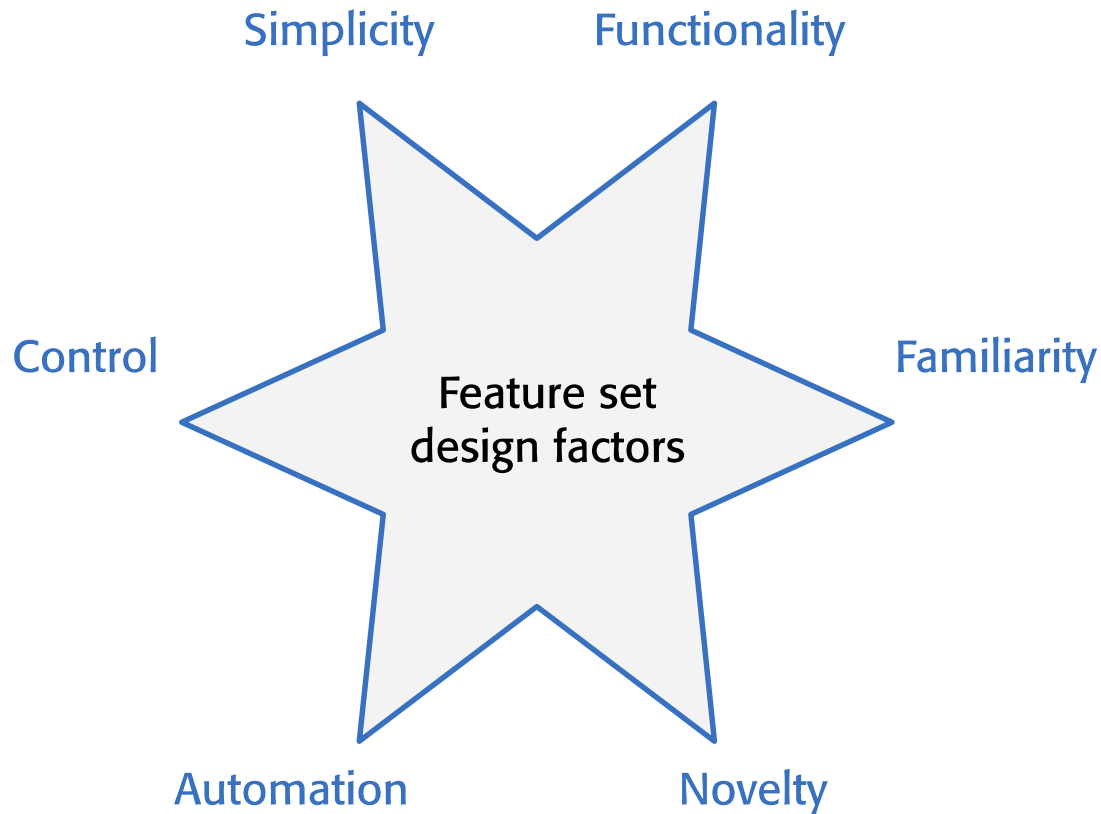 Simplicity
Functionality
Control
Familiarity
Feature set
design factors
Automation
Novelty